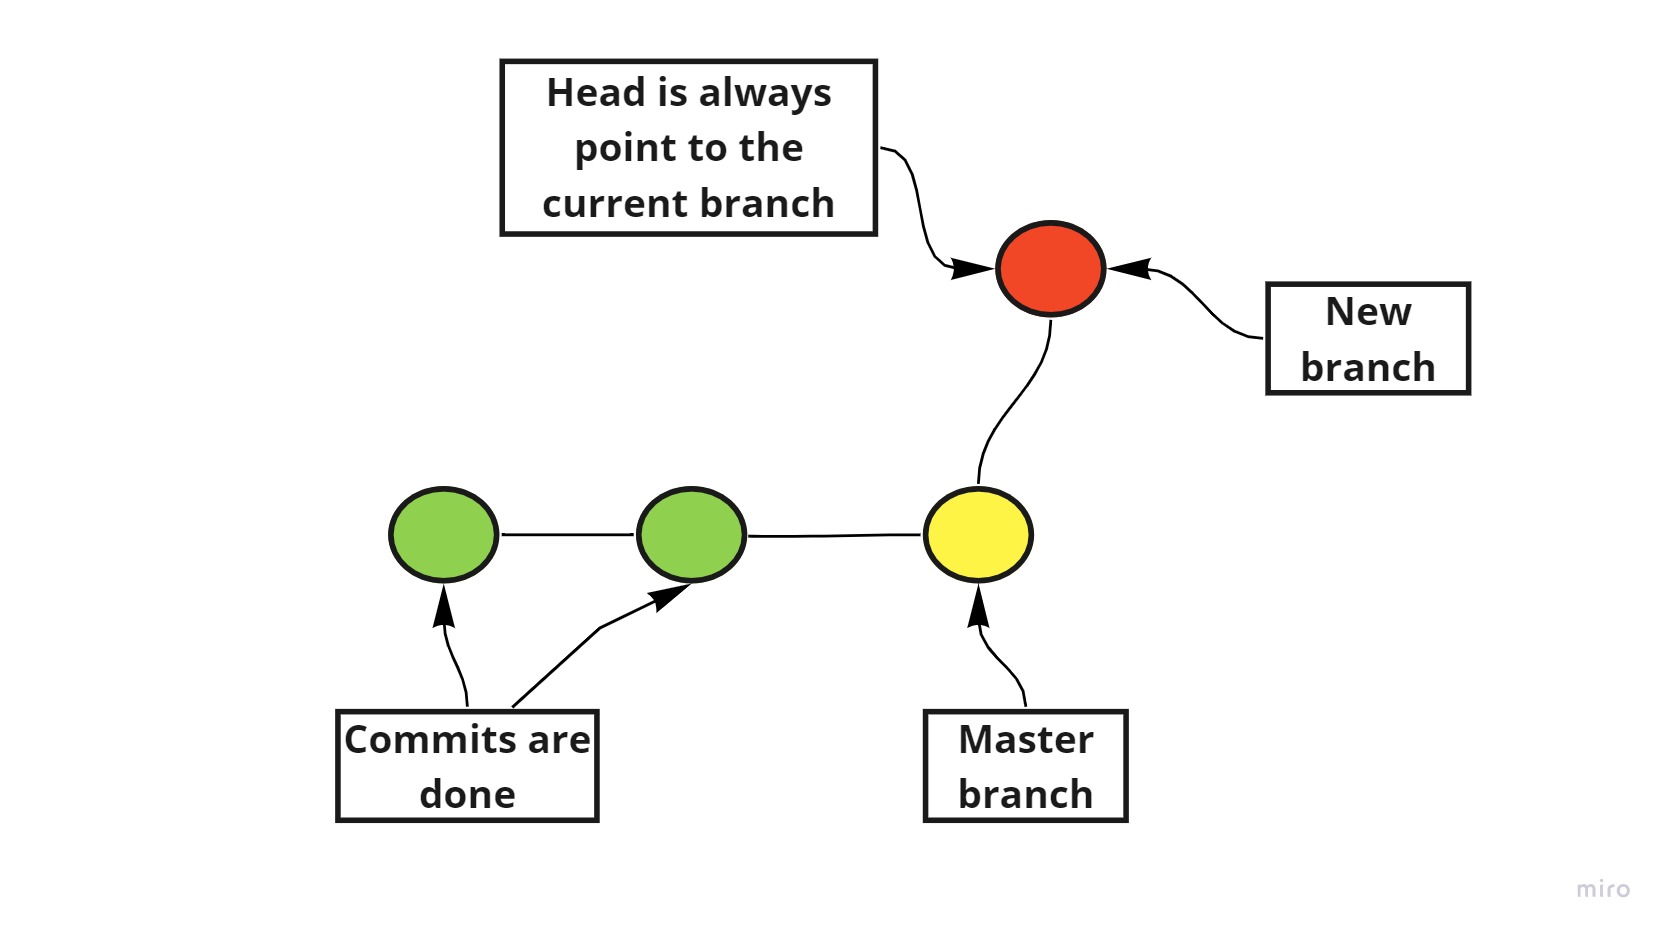 Head is always
point to the
current branch
New
branch
Commits are
done
Master
branch
miro